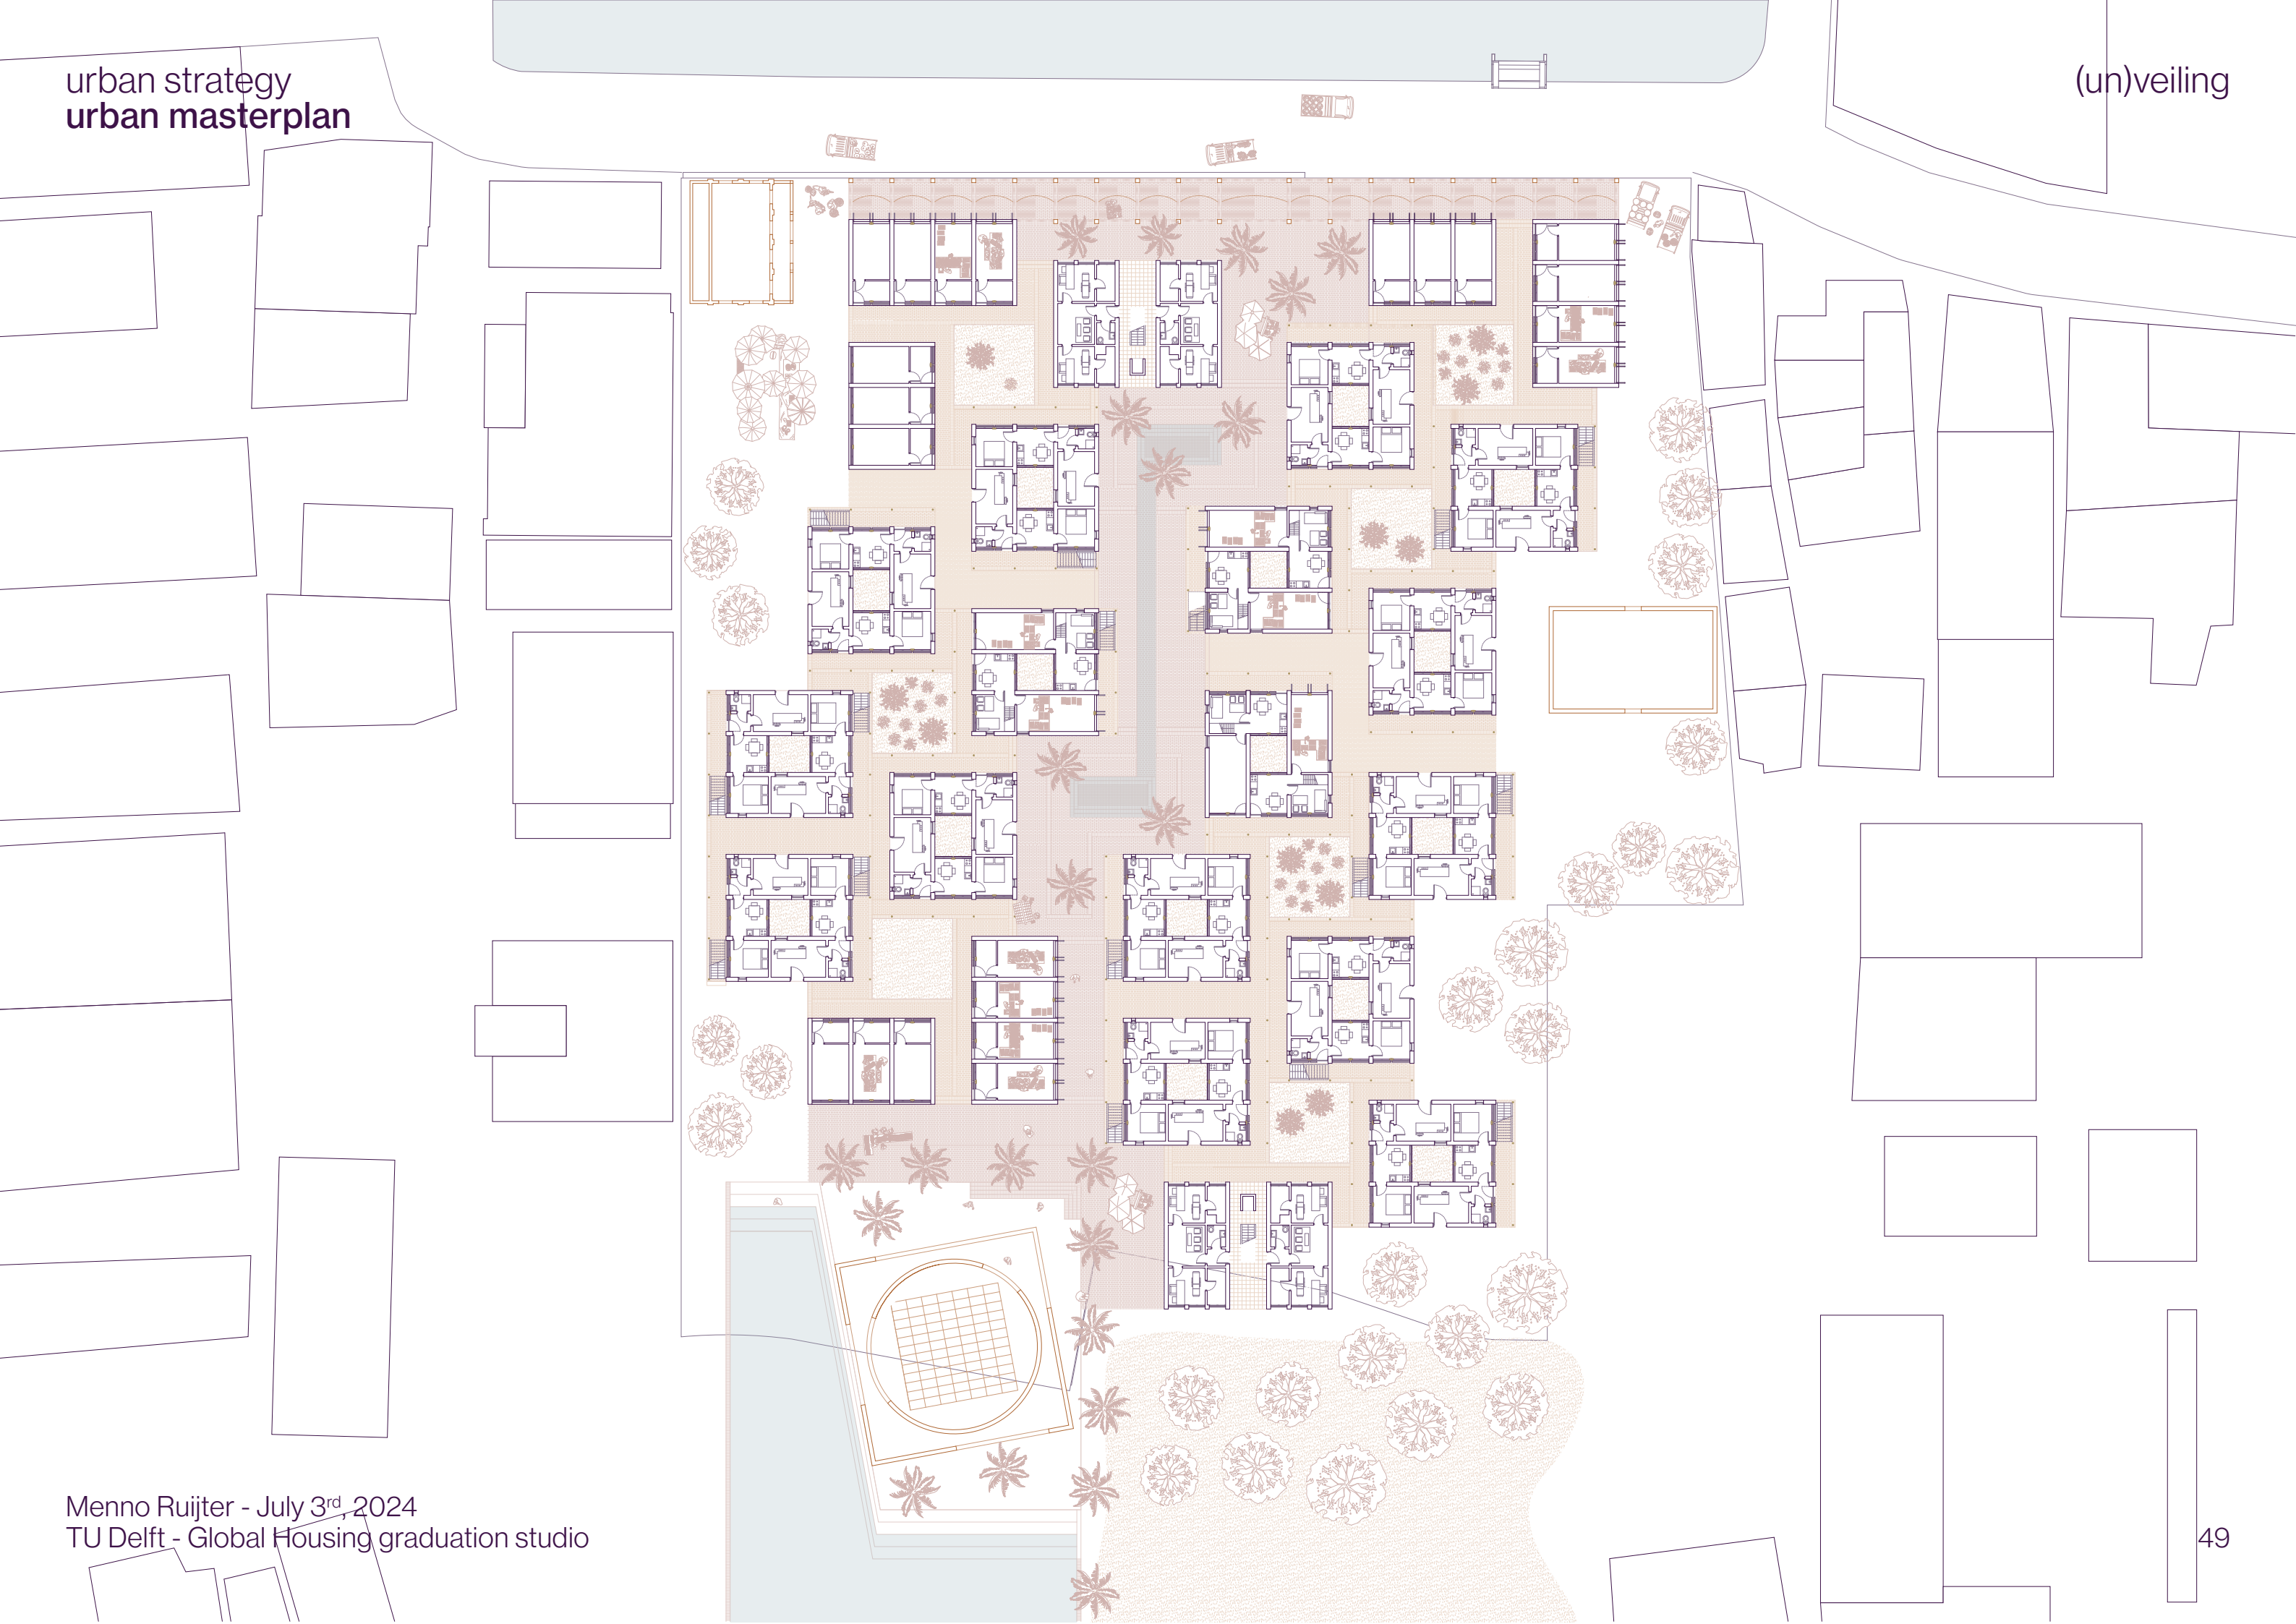 urban strategy
urban masterplan
(un)veiling
Menno Ruijter - July 3rd, 2024
TU Delft - Global Housing graduation studio
49